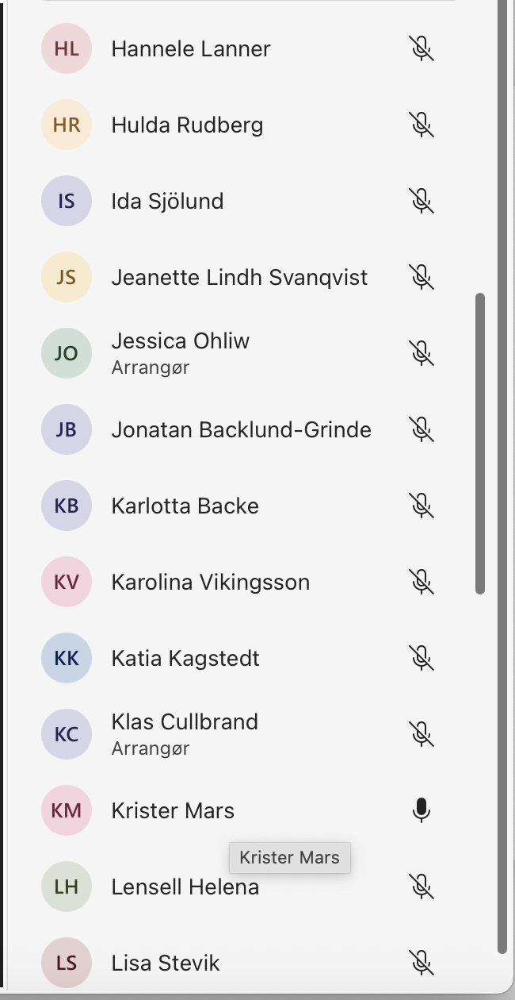 HL Hannele Lanner
HR Hulda Rudberg
IS Ida Sjölund
JS Jeanette Lindh Svanqvist
JO Jessica Ohliw
Arrangør
JB Jonatan Backlund-Grinde
KB Karlotta Backe
KV Karolina Vikingsson
KK Katia Kagstedt
KC Klas Cullbrand
Arrangør
KM Krister Mars
Krister Mars
LH Lensell Helena
LS Lisa Stevik